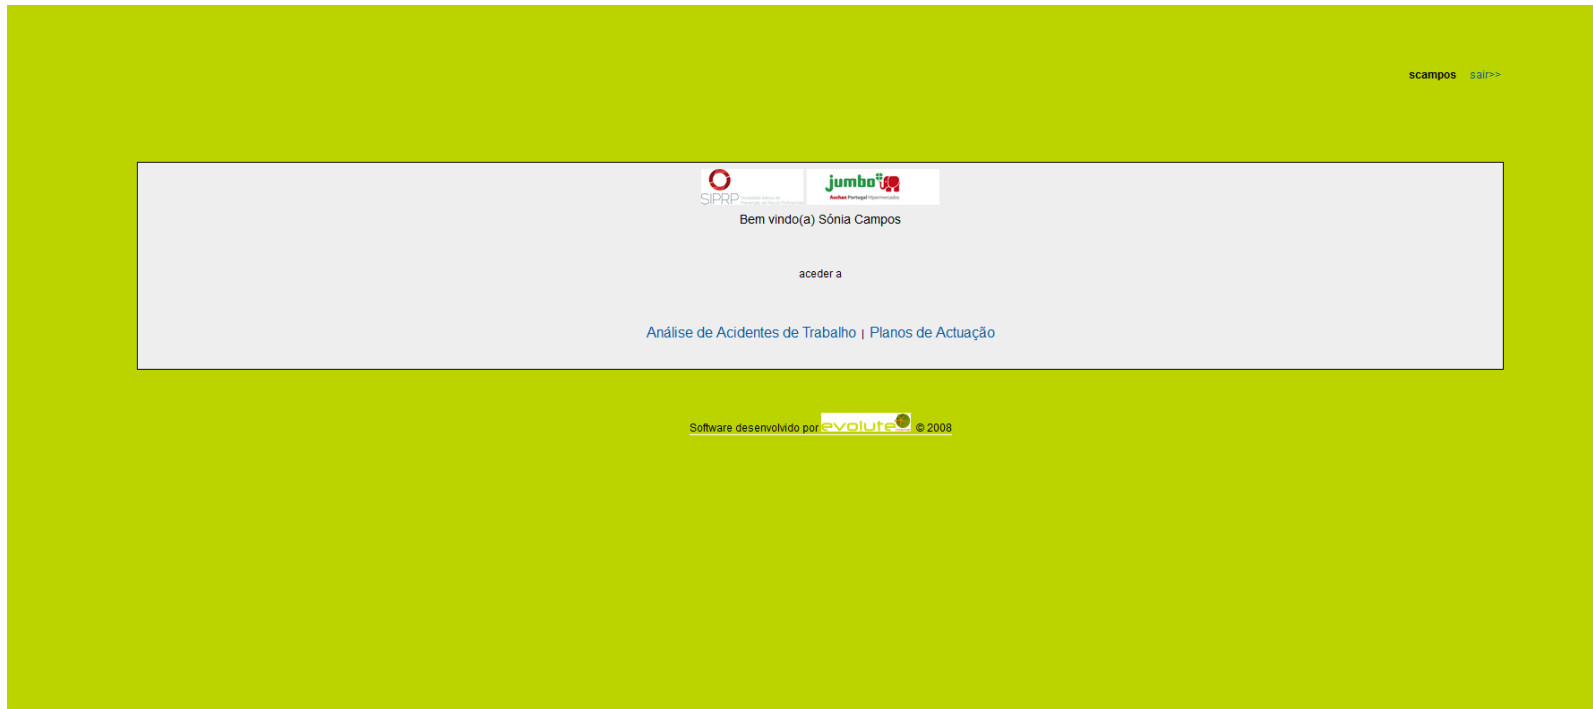 scampos sair>>
SIPRP
jumbo
Auchan Portugal Hipermercados
Bem vindo(a) Sónia Campos
aceder a
Análise de Acidentes de Trabalho | Planos de Actuação
Software desenvolvido por evolute © 2008